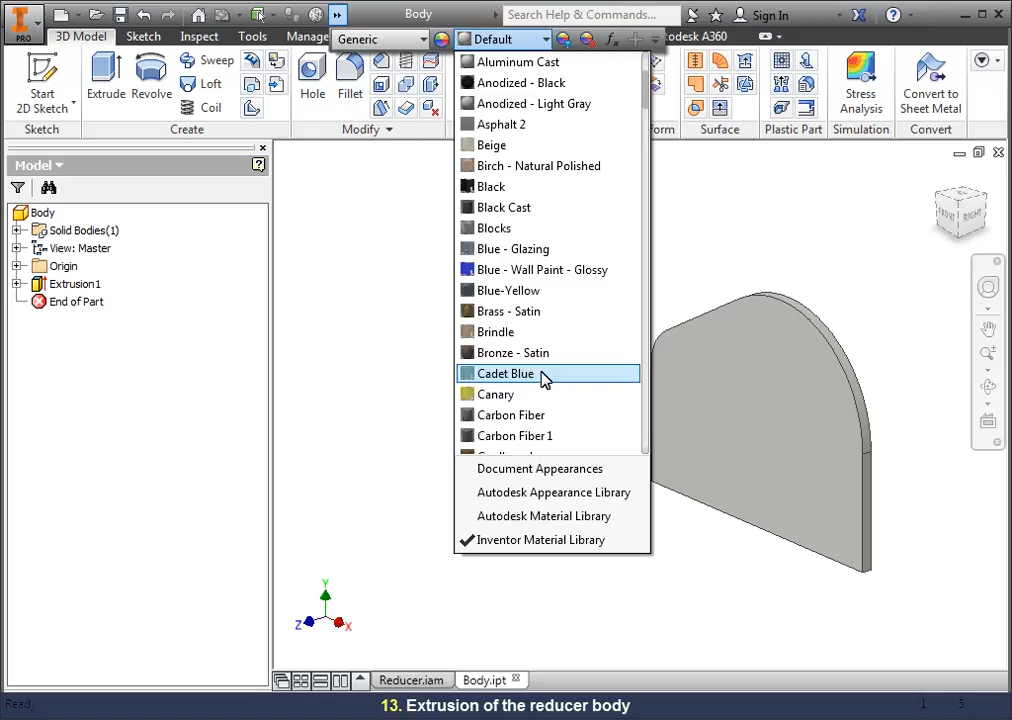 PRO
Body
Search Help & Commands...
Sign In
3D Model
Sketch
Inspect
Tools
Manage
Generic
Default
odesk A360
Start
2D Sketch
Extrude
Revolve
Sweep
Loft
Coil
Hole
Fillet
Stress
Analysis
Convert to
Sheet Metal
Sketch
Create
Modify
orm
Surface
Plastic Part
Simulation
Convert
Model
Body
Solid Bodies(1)
View: Master
Origin
Extrusion1
End of Part
Aluminum Cast
Anodized - Black
Anodized - Light Gray
Asphalt 2
Beige
Birch - Natural Polished
Black
Black Cast
Blocks
Blue - Glazing
Blue - Wall Paint - Glossy
Blue-Yellow
Brass - Satin
Brindle
Bronze - Satin
Cadet Blue
Canary
Carbon Fiber
Carbon Fiber 1
Document Appearances
Autodesk Appearance Library
Autodesk Material Library
Inventor Material Library
FRONT
RIGHT
Y
Z
X
Reducer.iam
Body.ipt
Ready
13. Extrusion of the reducer body
1
5